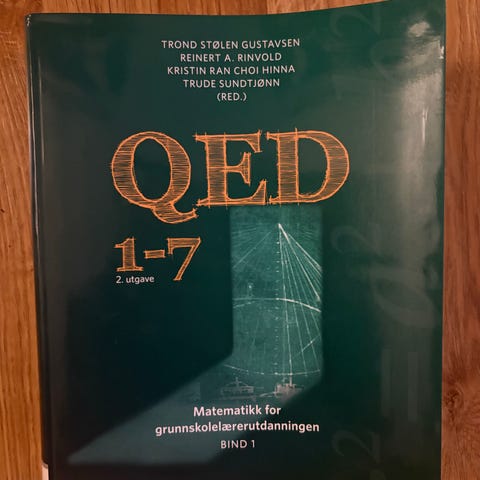 TROND STØLEN GUSTAVSEN
REINERT A. RINVOLD
KRISTIN RAN CHOI HINNA
TRUDE SUNDTJØNN
(RED.)
QED
1-7
2. utgave
Matematikk for
grunnskolelærerutdanningen
BIND 1